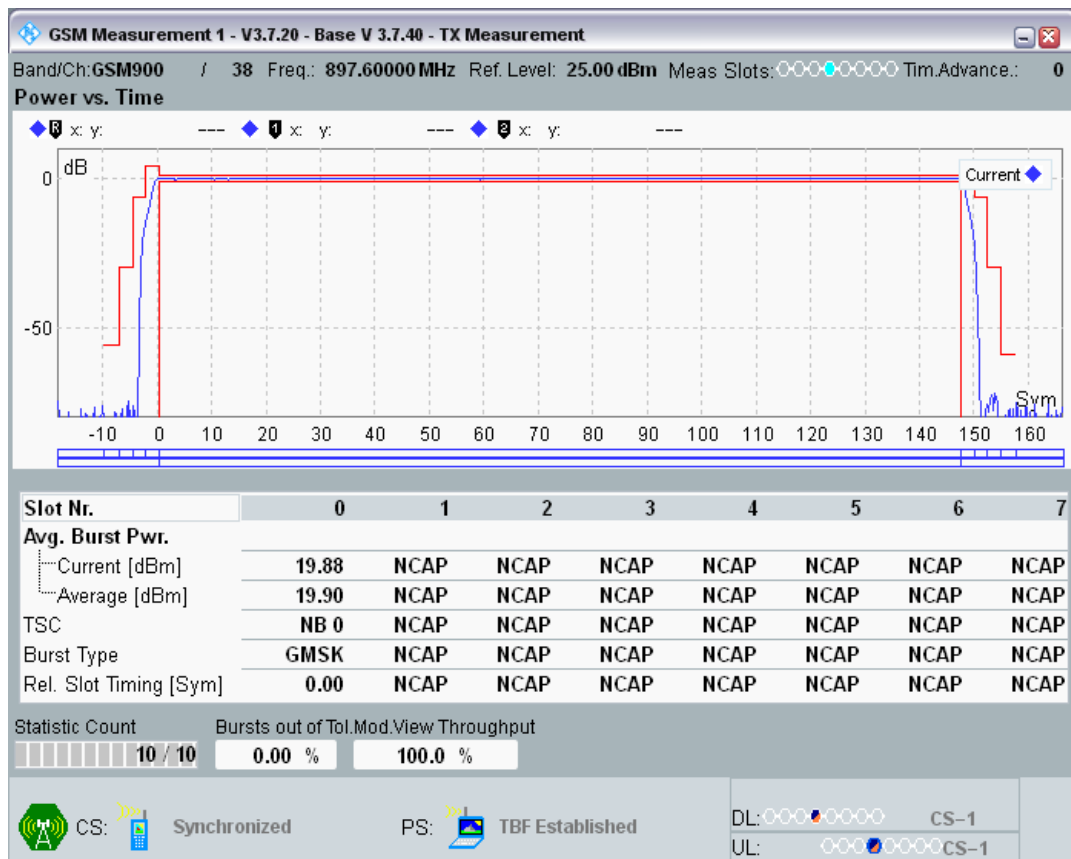 GSM Measurement 1 - V3.7.20 - Base V 3.7.40 - TX Measurement
Band/Ch:GSM900 / 38 Freq.: 897.60000 MHz Ref. Level: 25.00 dBm Meas Slots: Tim.Advance.: 0
Power vs. Time
R x: y: --- 1 x: y: --- 2 x: y: ---
dB
Current
0
-50
Sym
-10 0 10 20 30 40 50 60 70 80 90 100 110 120 130 140 150 160
Slot Nr. 0 1 2 3 4 5 6 7
Avg. Burst Pwr.
Current [dBm] 19.88 NCAP NCAP NCAP NCAP NCAP NCAP NCAP
Average [dBm] 19.90 NCAP NCAP NCAP NCAP NCAP NCAP NCAP
TSC NB 0 NCAP NCAP NCAP NCAP NCAP NCAP NCAP
Burst Type GMSK NCAP NCAP NCAP NCAP NCAP NCAP NCAP
Rel. Slot Timing [Sym] 0.00 NCAP NCAP NCAP NCAP NCAP NCAP NCAP
Statistic Count Bursts out of Tol.Mod.View Throughput
10 / 10 0.00 % 100.0 %
CS: Synchronized PS: TBF Established DL: CS-1
UL: CS-1